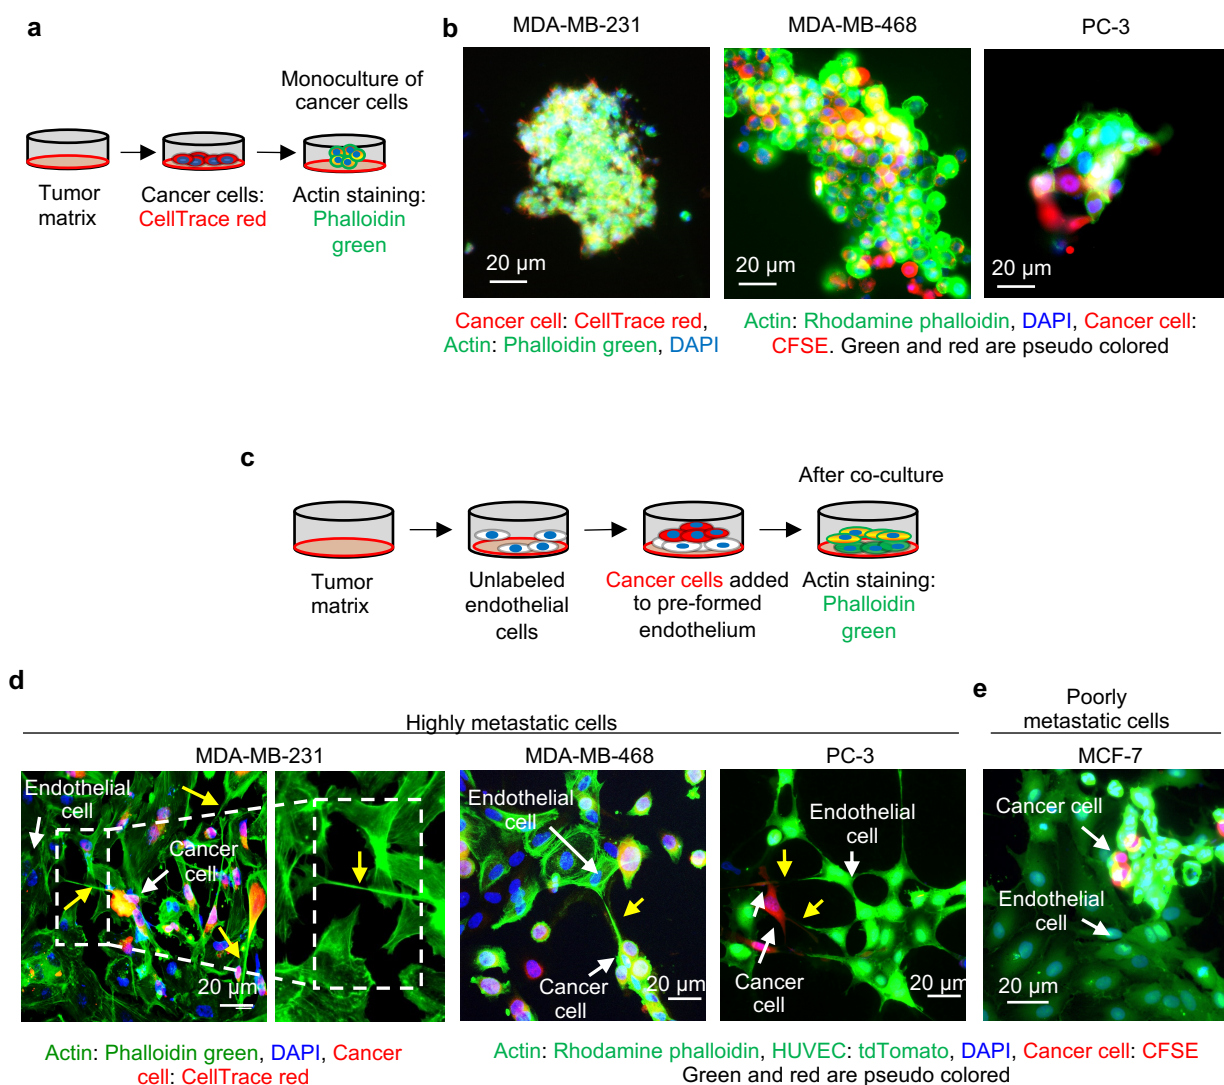 a
Monoculture of
cancer cells
Tumor
matrix
Cancer cells:
CellTrace red
Actin staining:
Phalloidin
green
b
MDA-MB-231
MDA-MB-468
PC-3
20 μm
20 μm
20 μm
Cancer cell: CellTrace red,
Actin: Phalloidin green, DAPI
Actin: Rhodamine phalloidin, DAPI, Cancer cell:
CFSE. Green and red are pseudo colored
c
After co-culture
Tumor
matrix
Unlabeled
endothelial
cells
Cancer cells added
to pre-formed
endothelium
Actin staining:
Phalloidin
green
d
Highly metastatic cells
MDA-MB-231
MDA-MB-468
PC-3
Endothelial
cell
Cancer
cell
20 μm
Endothelial
cell
Cancer
cell
20 μm
Endothelial
cell
Cancer
cell
20 μm
Actin: Phalloidin green, DAPI, Cancer
cell: CellTrace red
e
Poorly
metastatic cells
MCF-7
Cancer cell
Endothelial
cell
20 μm
Actin: Rhodamine phalloidin, HUVEC: tdTomato, DAPI, Cancer cell: CFSE
Green and red are pseudo colored